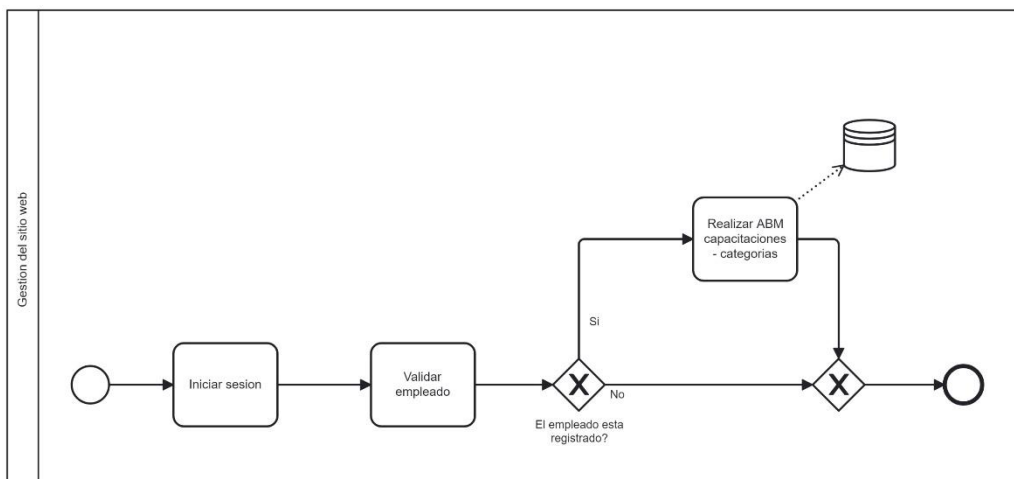 Gestion del sitio web
Iniciar sesion
Validar
empleado
El empleado esta
registrado?
Si
No
Realizar ABM
capacitaciones
- categorias